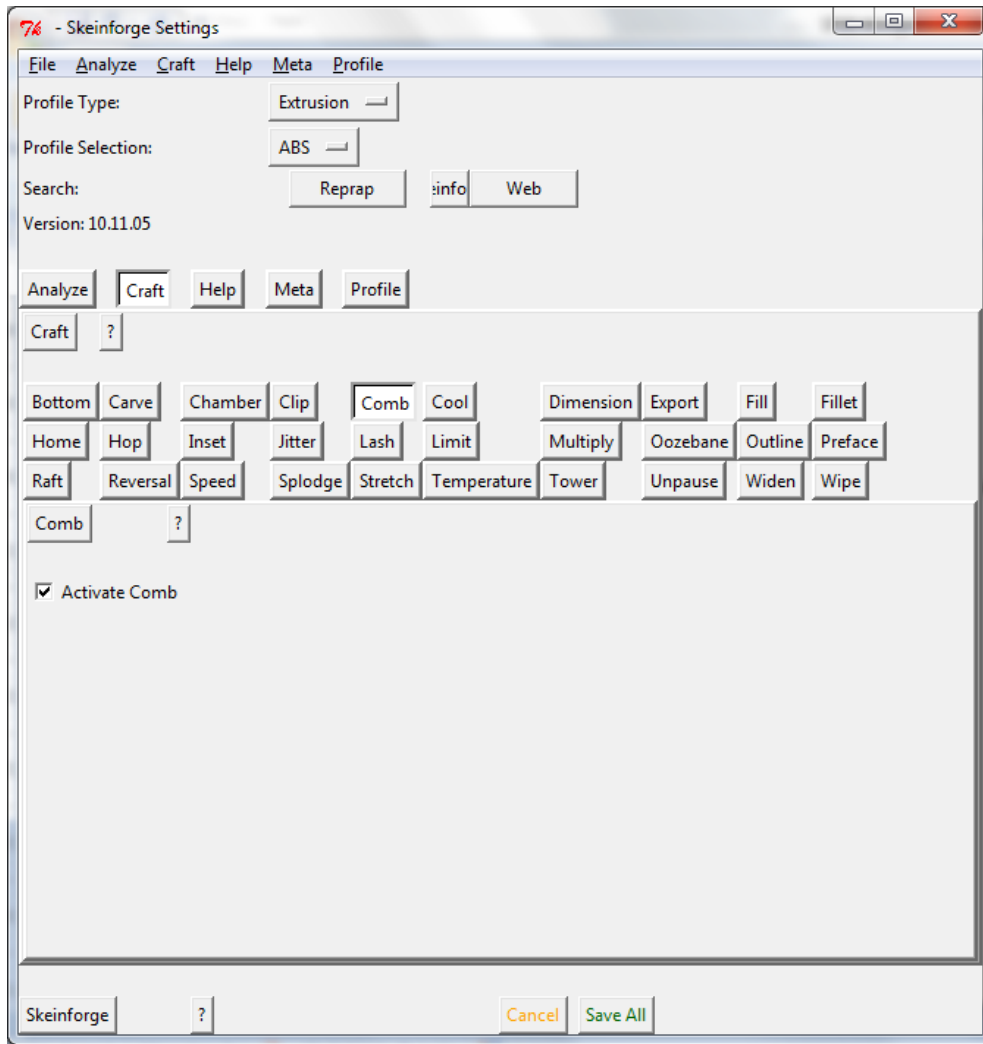 7% - Skeinforge Settings
File Analyze Craft Help Meta Profile
Profile Type: Extrusion
Profile Selection: ABS
Search: Reprap einfo Web
Version: 10.11.05
Analyze Craft Help Meta Profile
Craft ?
Bottom Carve Chamber Clip Comb Cool Dimension Export Fill Fillet
Home Hop Inset Jitter Lash Limit Multiply Oozebane Outline Preface
Raft Reversal Speed Splodge Stretch Temperature Tower Unpause Widen Wipe
Comb ?
Activate Comb
Skeinforge ? Cancel Save All